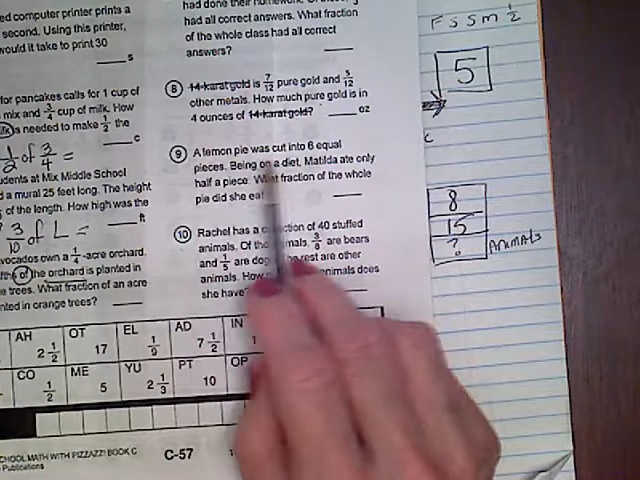 ed computer printer prints a
second. Using this printer,
would it take to print 30
____ s
for pancakes calls for 1 cup of
mix and 3/4 cup of milk. How
is needed to make 1/2 the
____ c
1/2 of 3/4 =
udents at Mix Middle School
d a mural 25 feet long. The height
of the length. How high was the
____ ft
3/10 of L =
vocados own a 1/4-acre orchard.
of the orchard is planted in
e trees. What fraction of an acre
nted in orange trees? ____
had done their homework.
had all correct answers. What fraction
of the whole class had all correct
answers? ____
8 14-karat gold is 7/12 pure gold and 5/12
other metals. How much pure gold is in
4 ounces of 14-karat gold? ____ oz
9 A lemon pie was cut into 6 equal
pieces. Being on a diet, Matilda ate only
half a piece. What fraction of the whole
pie did she eat
10 Rachel has a collection of 40 stuffed
animals. Of the animals, 3/8 are bears
and 1/5 are dog rest are other
animals. How animals does
she have?
AH 2 1/2 OT 17 EL 1/9 AD 7 1/2 IN 1
CO 1/2 ME 5 YU 2 1/3 PT 10 OP
CHOOL MATH WITH PIZZAZZ! BOOK C
Publications
C-57
F S S m 1/2
5
c
8
15
? Animals